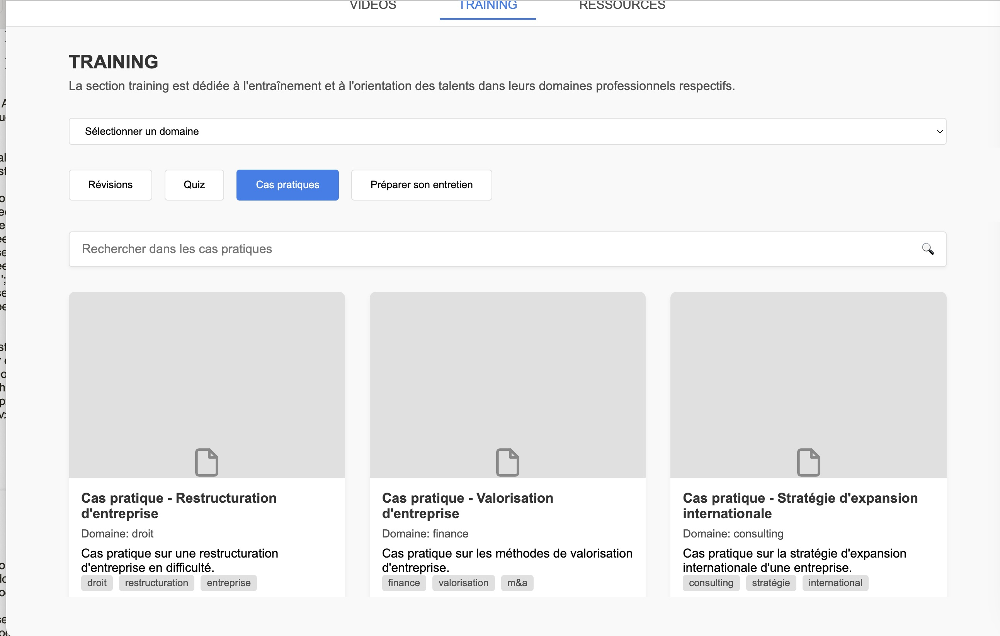 VIDEOS TRAINING RESSOURCES
TRAINING
La section training est dédiée à l'entraînement et à l'orientation des talents dans leurs domaines professionnels respectifs.
Sélectionner un domaine
Révisions Quiz Cas pratiques Préparer son entretien
Rechercher dans les cas pratiques
Cas pratique - Restructuration
d'entreprise
Domaine: droit
Cas pratique sur une restructuration
d'entreprise en difficulté.
droit restructuration entreprise
Cas pratique - Valorisation
d'entreprise
Domaine: finance
Cas pratique sur les méthodes de valorisation
d'entreprise.
finance valorisation m&a
Cas pratique - Stratégie d'expansion
internationale
Domaine: consulting
Cas pratique sur la stratégie d'expansion
internationale d'une entreprise.
consulting stratégie international